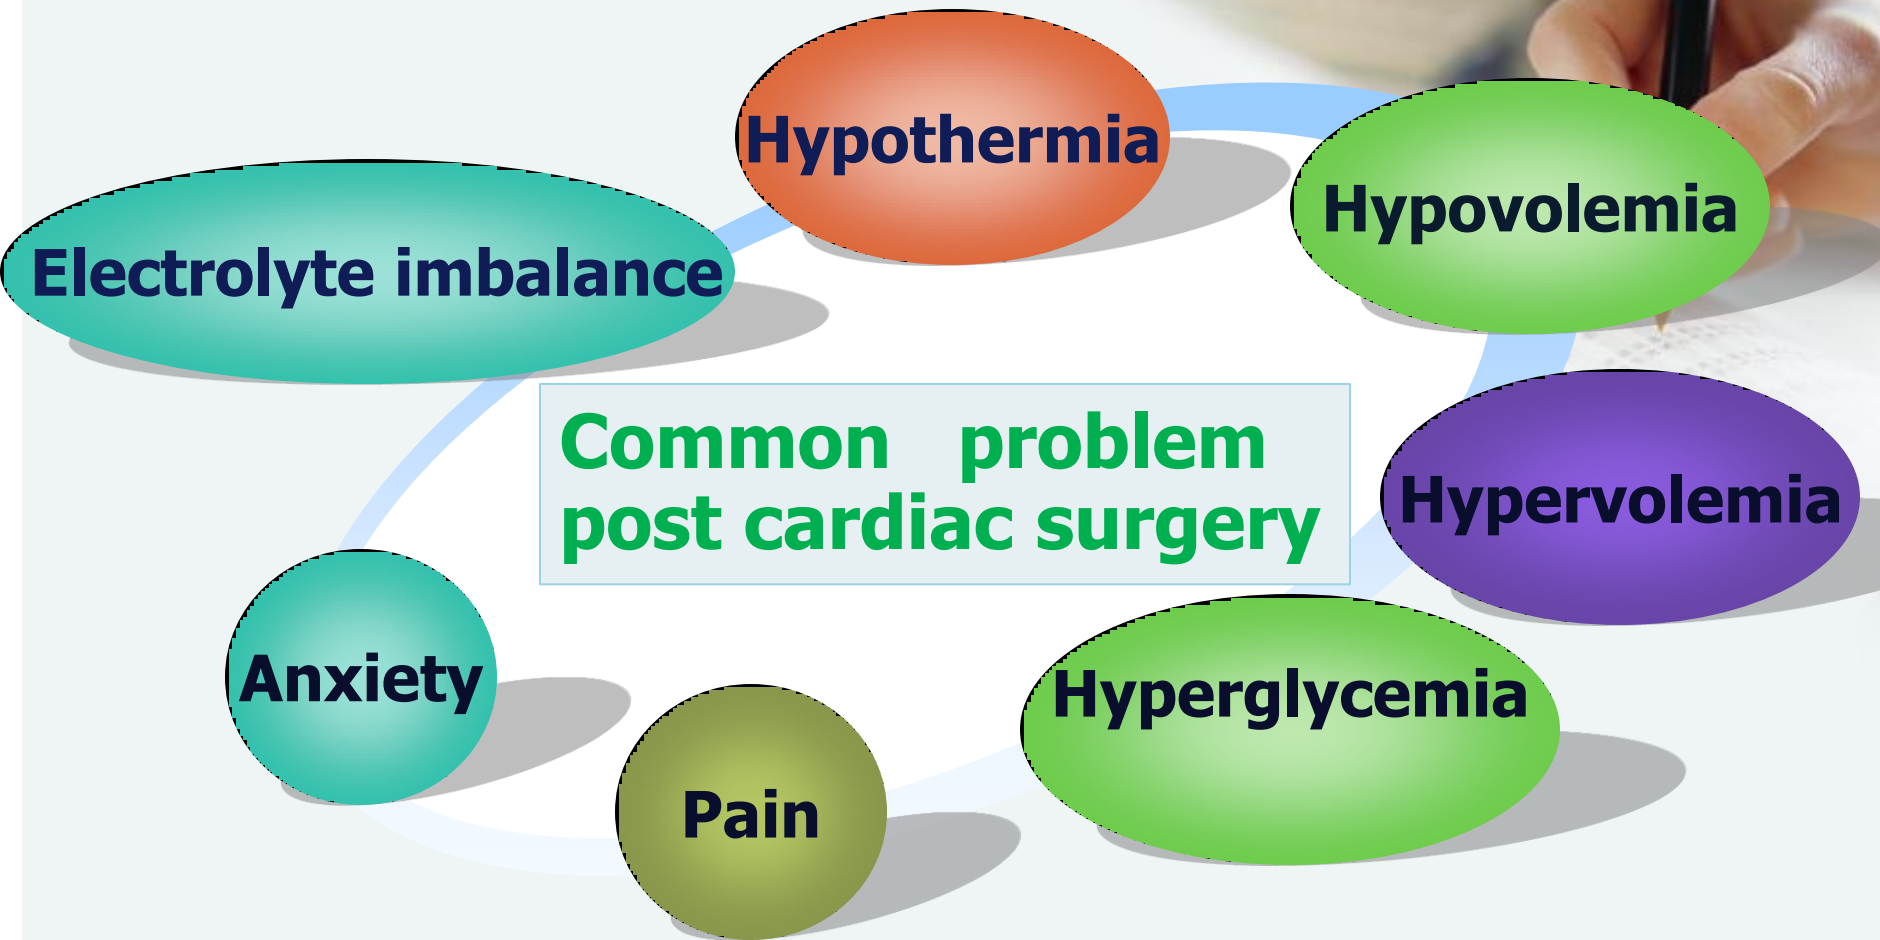 Hypothermia
Hypovolemia
Electrolyte imbalance
Common problem
post cardiac surgery
Hypervolemia
Anxiety
Hyperglycemia
Pain